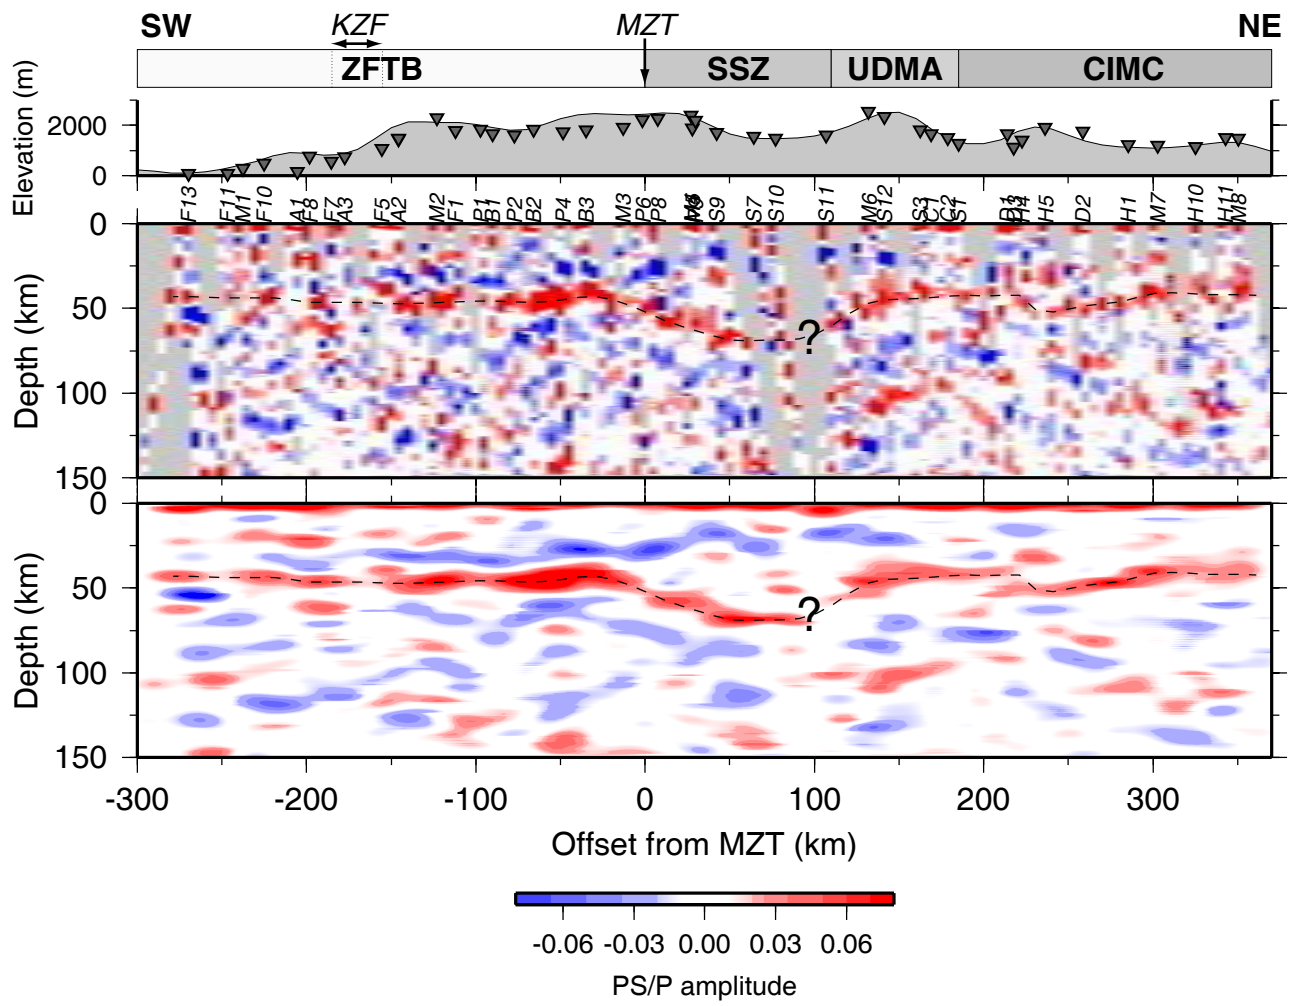 SW KZF MZT NE
ZFTB SSZ UDMA CIMC
Elevation (m)
2000
0
F13 F11 M1 F10 A1 F8 F7 A3 F5 A2 M2 F1 B1 P2 B2 P4 B3 M3 P6 P8 S9 S7 S10 S11 M6 S12 S3 C2 S1 H5 D2 H1 M7 H10 H11 M8
Depth (km)
0
50
100
150
?
Depth (km)
0
50
100
150
?
-300 -200 -100 0 100 200 300
Offset from MZT (km)
-0.06 -0.03 0.00 0.03 0.06
PS/P amplitude